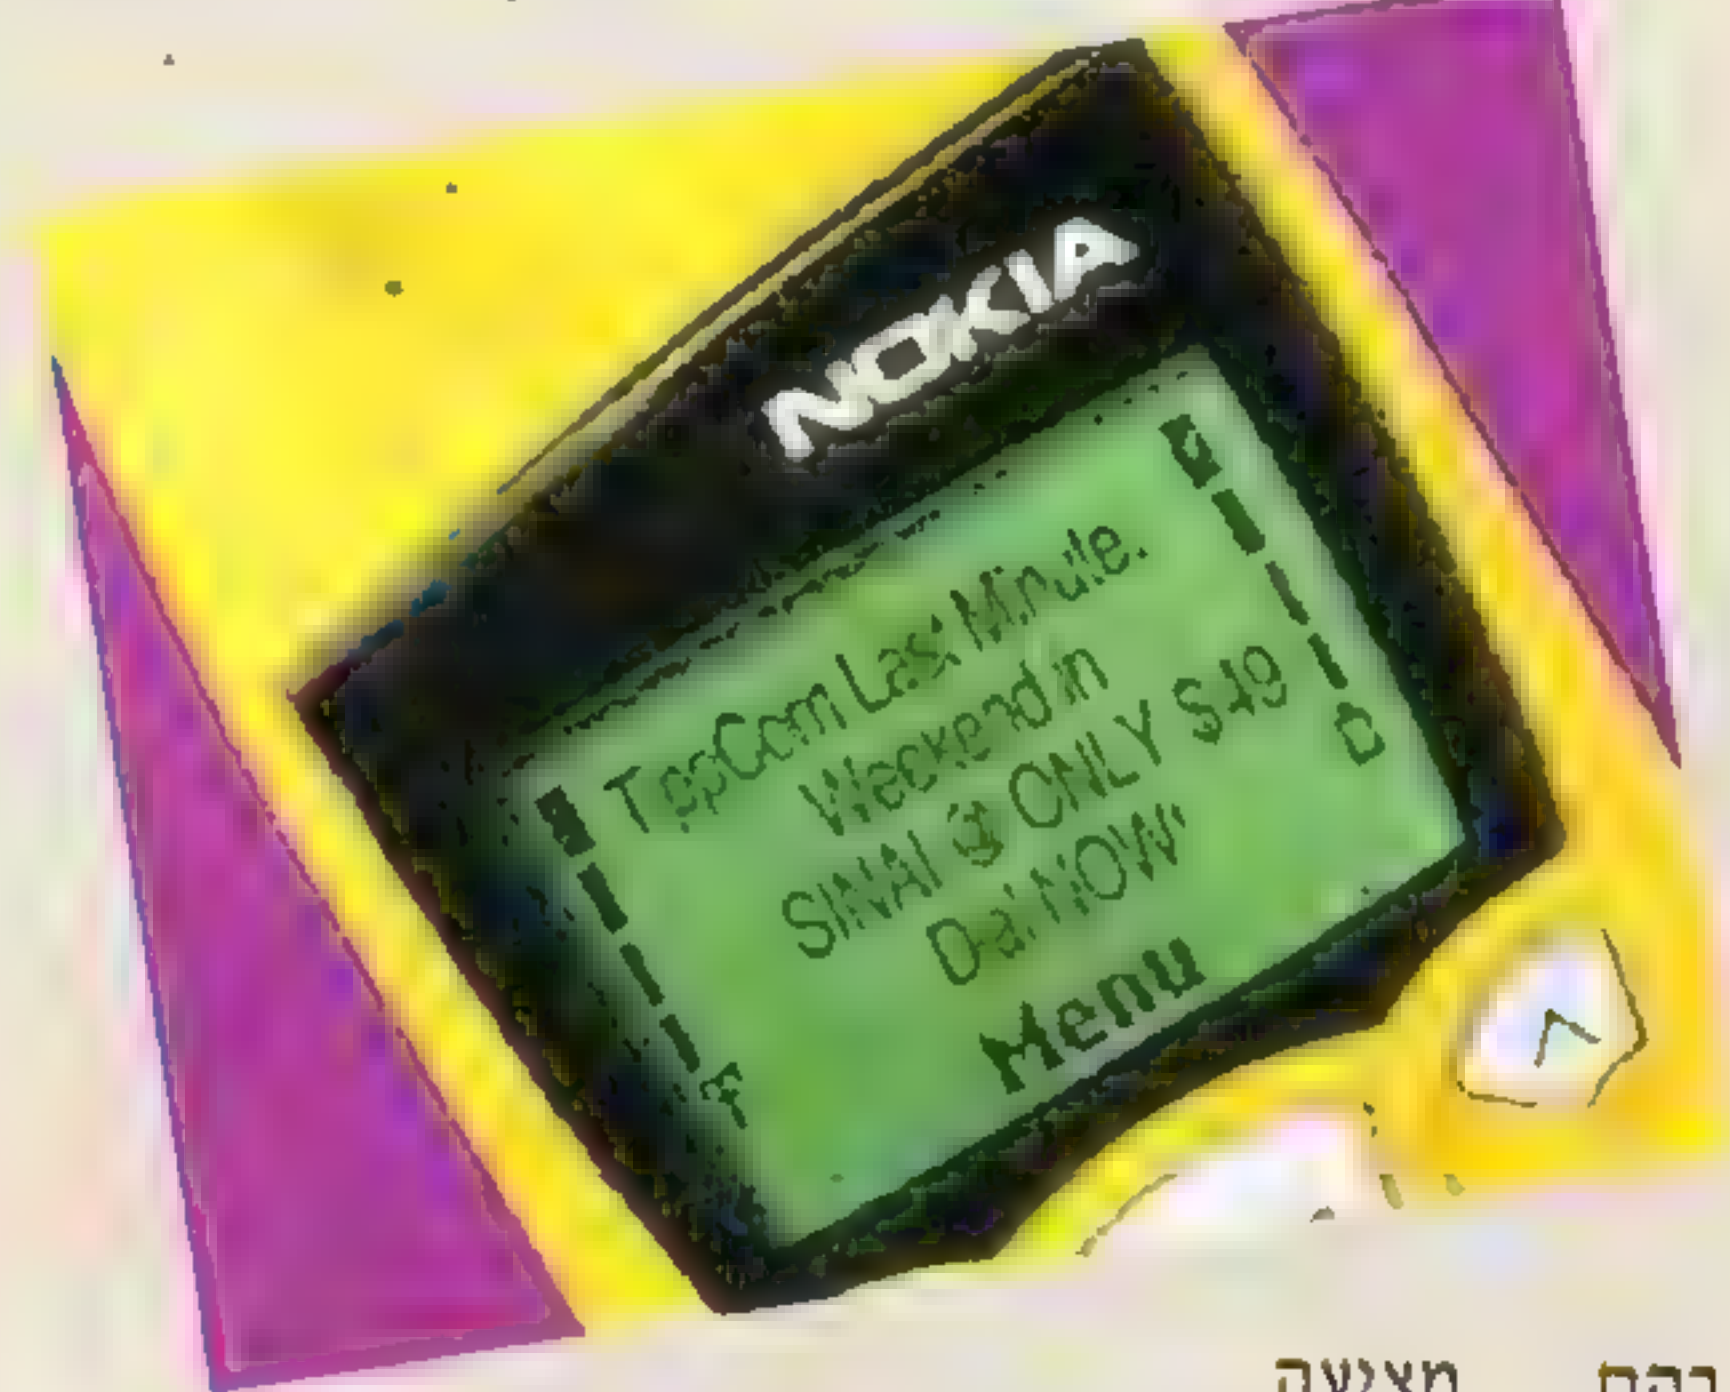 NOKIA
TopCom Last Minute.
Weekend in
SINAI @ ONLY $49
Dial NOW!
Menu
מציעה